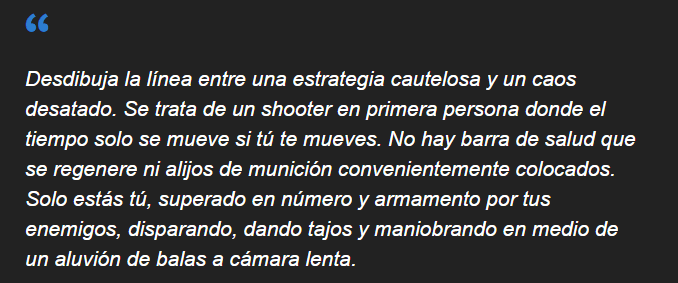 “
Desdibuja la línea entre una estrategia cautelosa y un caos
desatado. Se trata de un shooter en primera persona donde el
tiempo solo se mueve si tú te mueves. No hay barra de salud que
se regenere ni alijos de munición convenientemente colocados.
Solo estás tú, superado en número y armamento por tus
enemigos, disparando, dando tajos y maniobrando en medio de
un aluvión de balas a cámara lenta.